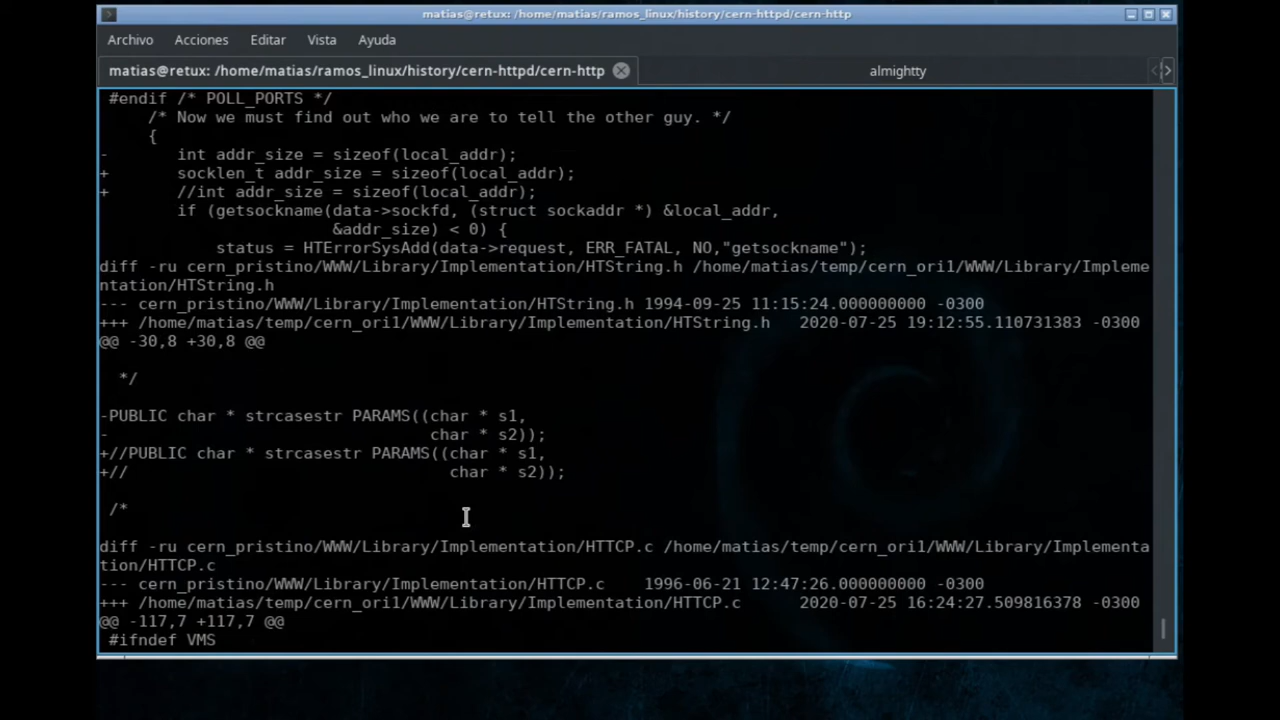 matias@retux: /home/matias/ramos_linux/history/cern-httpd/cern-http
Archivo Acciones Editar Vista Ayuda
matias@retux: /home/matias/ramos_linux/history/cern-httpd/cern-http almightty
#endif /* POLL_PORTS */
/* Now we must find out who we are to tell the other guy. */
{
- int addr_size = sizeof(local_addr);
+ socklen_t addr_size = sizeof(local_addr);
+ //int addr_size = sizeof(local_addr);
if (getsockname(data->sockfd, (struct sockaddr *) &local_addr,
&addr_size) < 0) {
status = HTErrorSysAdd(data->request, ERR_FATAL, NO,"getsockname");
diff -ru cern_pristino/WWW/Library/Implementation/HTString.h /home/matias/temp/cern_ori1/WWW/Library/Impleme
ntation/HTString.h
--- cern_pristino/WWW/Library/Implementation/HTString.h 1994-09-25 11:15:24.000000000 -0300
+++ /home/matias/temp/cern_ori1/WWW/Library/Implementation/HTString.h 2020-07-25 19:12:55.110731383 -0300
@@ -30,8 +30,8 @@
*/
-PUBLIC char * strcasestr PARAMS((char * s1,
- char * s2));
+//PUBLIC char * strcasestr PARAMS((char * s1,
+// char * s2));
/*
diff -ru cern_pristino/WWW/Library/Implementation/HTTCP.c /home/matias/temp/cern_ori1/WWW/Library/Implementa
tion/HTTCP.c
--- cern_pristino/WWW/Library/Implementation/HTTCP.c 1996-06-21 12:47:26.000000000 -0300
+++ /home/matias/temp/cern_ori1/WWW/Library/Implementation/HTTCP.c 2020-07-25 16:24:27.509816378 -0300
@@ -117,7 +117,7 @@
#ifndef VMS